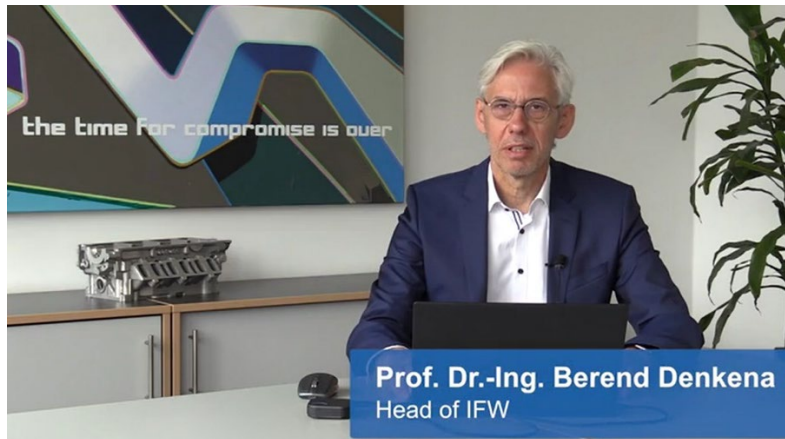 the time for compromise is over
Prof. Dr.-Ing. Berend Denkena
Head of IFW